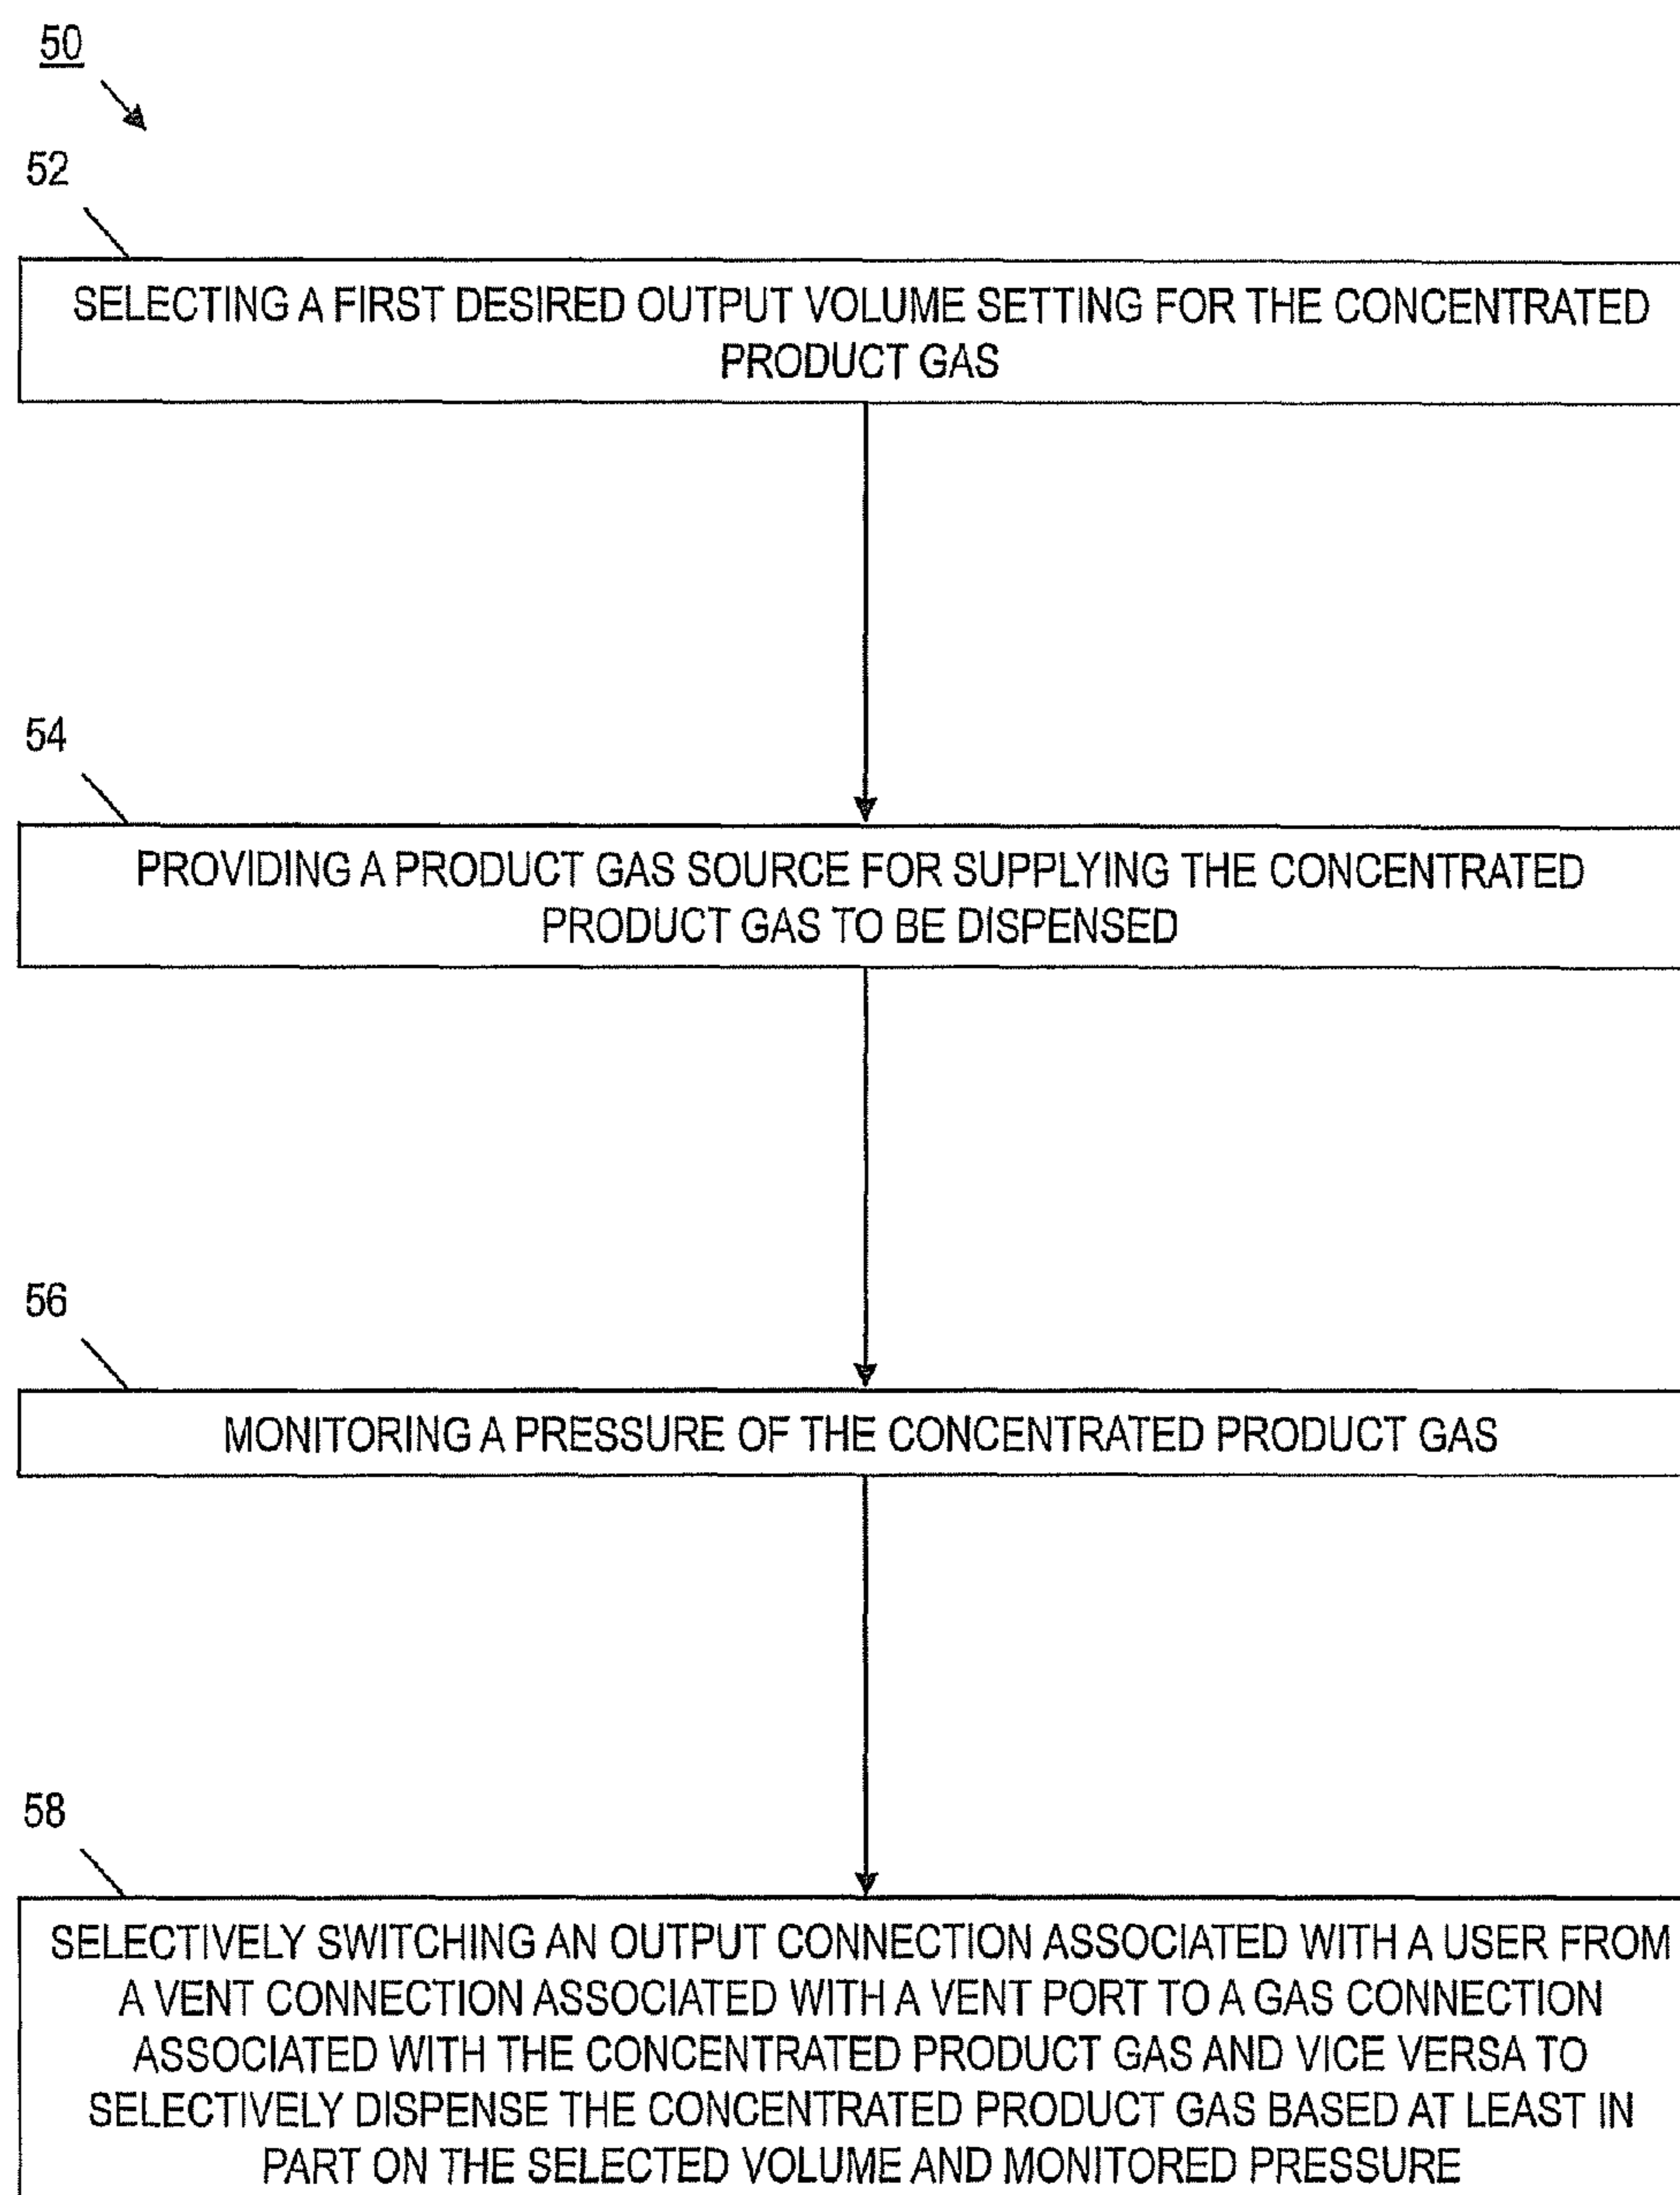 50
52
SELECTING A FIRST DESIRED OUTPUT VOLUME SETTING FOR THE CONCENTRATED
PRODUCT GAS
54
PROVIDING A PRODUCT GAS SOURCE FOR SUPPLYING THE CONCENTRATED
PRODUCT GAS TO BE DISPENSED
56
MONITORING A PRESSURE OF THE CONCENTRATED PRODUCT GAS
58
SELECTIVELY SWITCHING AN OUTPUT CONNECTION ASSOCIATED WITH A USER FROM
A VENT CONNECTION ASSOCIATED WITH A VENT PORT TO A GAS CONNECTION
ASSOCIATED WITH THE CONCENTRATED PRODUCT GAS AND VICE VERSA TO
SELECTIVELY DISPENSE THE CONCENTRATED PRODUCT GAS BASED AT LEAST IN
PART ON THE SELECTED VOLUME AND MONITORED PRESSURE